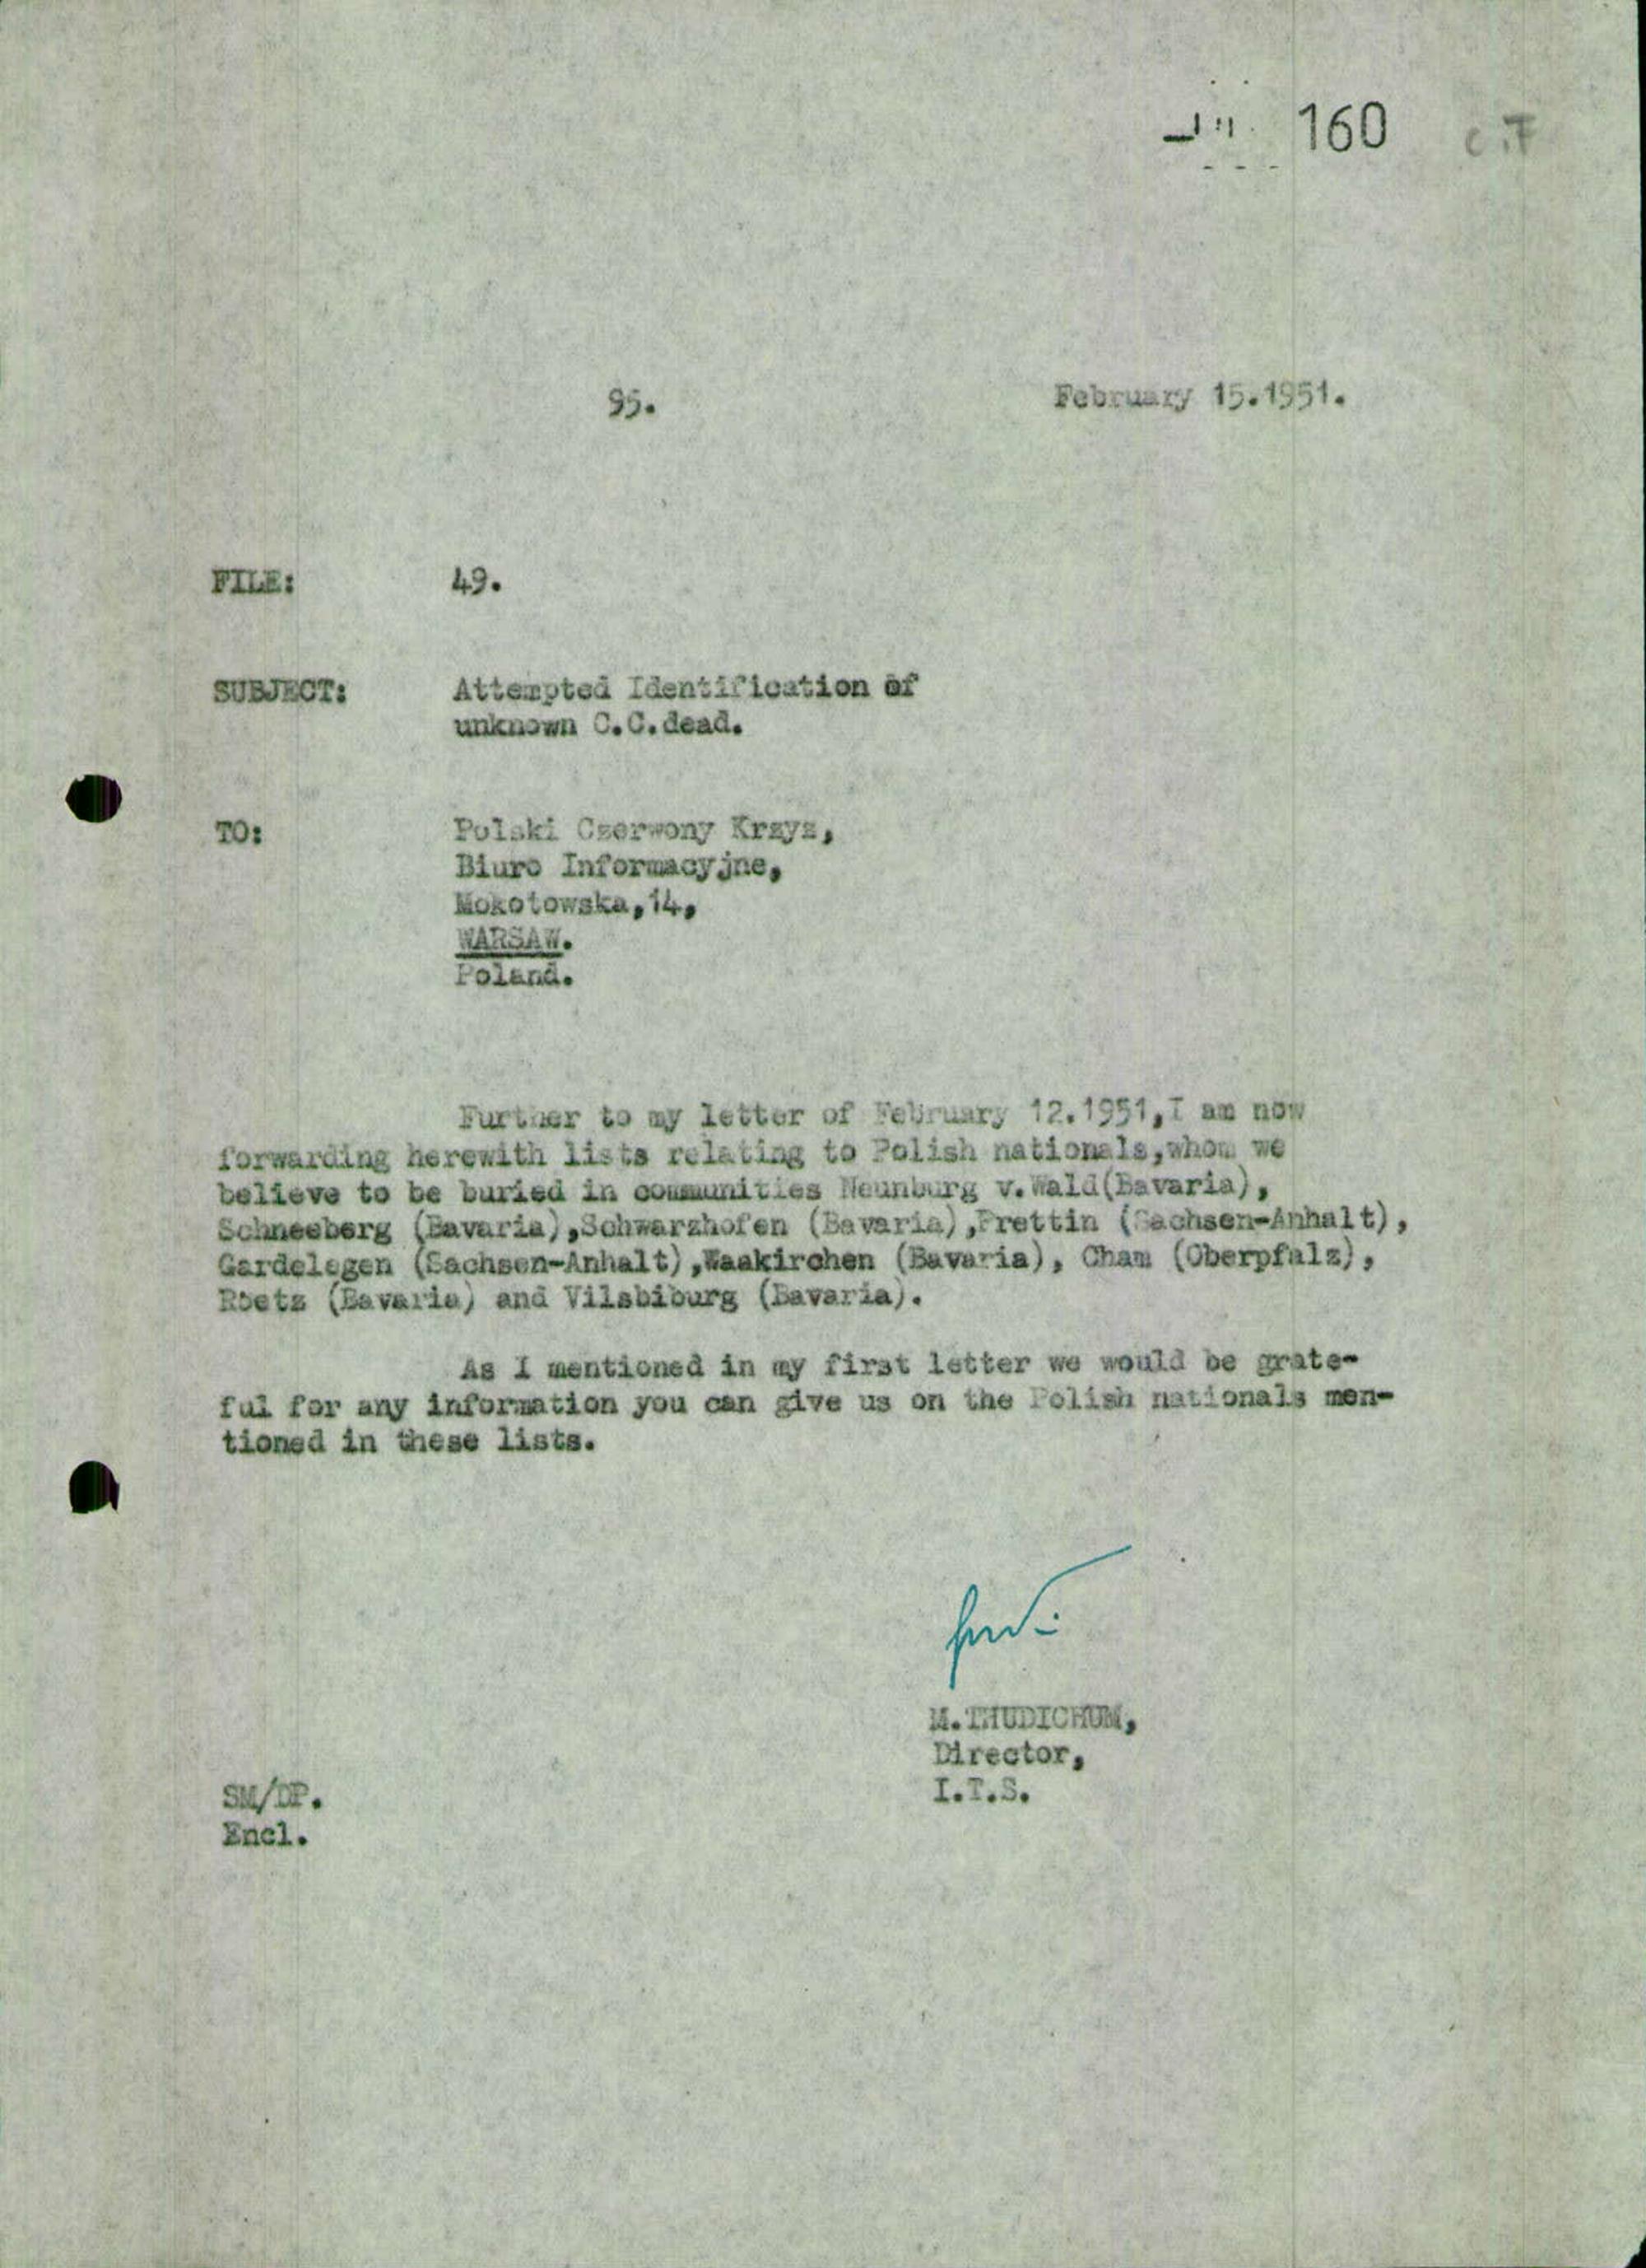 160
95.
February 15.1951.
FILE: 49.
SUBJECT: Attempted Identification of
unknown C.C.dead.
TO: Polski Czerwony Krzyz,
Biuro Informacyjne,
Mokotowska,14,
WARSAW.
Poland.
Further to my letter of February 12.1951,I am now
forwarding herewith lists relating to Polish nationals,whom we
believe to be buried in communities Neunburg v.Wald(Bavaria),
Schneeberg (Bavaria),Schwarzhofen (Bavaria),Prettin (Sachsen-Anhalt),
Gardelegen (Sachsen-Anhalt),Waakirchen (Bavaria), Cham (Oberpfalz),
Roetz (Bavaria) and Vilsbiburg (Bavaria).
As I mentioned in my first letter we would be grate-
ful for any information you can give us on the Polish nationals men-
tioned in these lists.
M.THUDICHUM,
Director,
I.T.S.
SM/DP.
Encl.